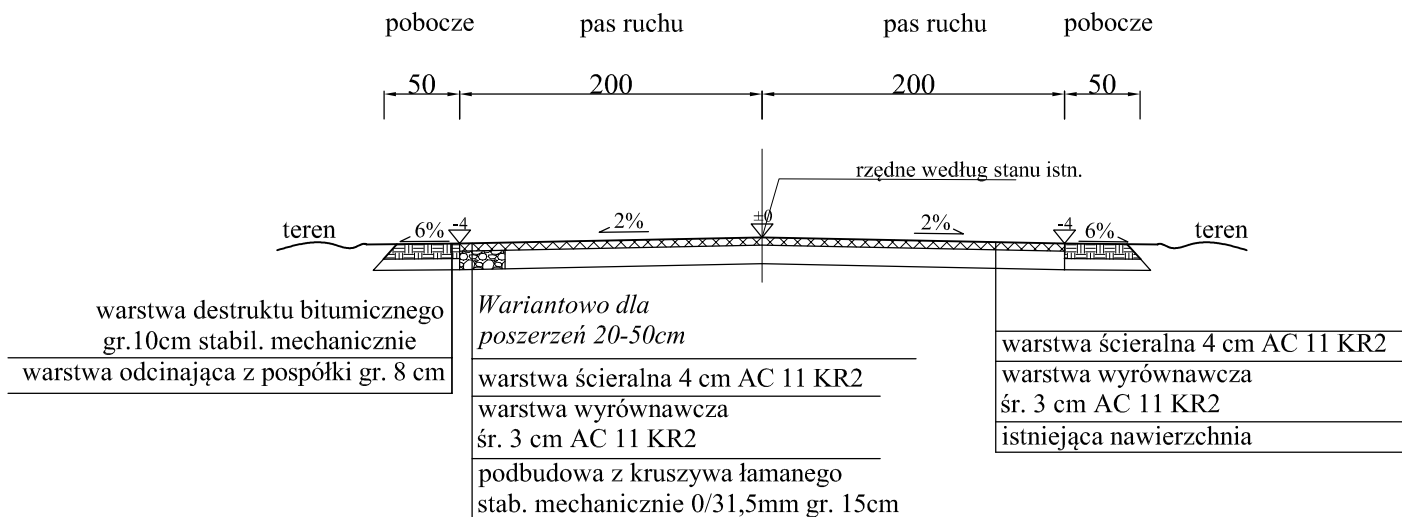 pobocze pas ruchu pas ruchu pobocze
50 200 200 50
rzędne według stanu istn.
teren 6% -4 2% ±0 2% -4 6% teren
warstwa destruktu bitumicznego
gr.10cm stabil. mechanicznie
warstwa odcinająca z pospółki gr. 8 cm
Wariantowo dla
poszerzeń 20-50cm
warstwa ścieralna 4 cm AC 11 KR2
warstwa wyrównawcza
śr. 3 cm AC 11 KR2
podbudowa z kruszywa łamanego
stab. mechanicznie 0/31,5mm gr. 15cm
warstwa ścieralna 4 cm AC 11 KR2
warstwa wyrównawcza
śr. 3 cm AC 11 KR2
istniejąca nawierzchnia